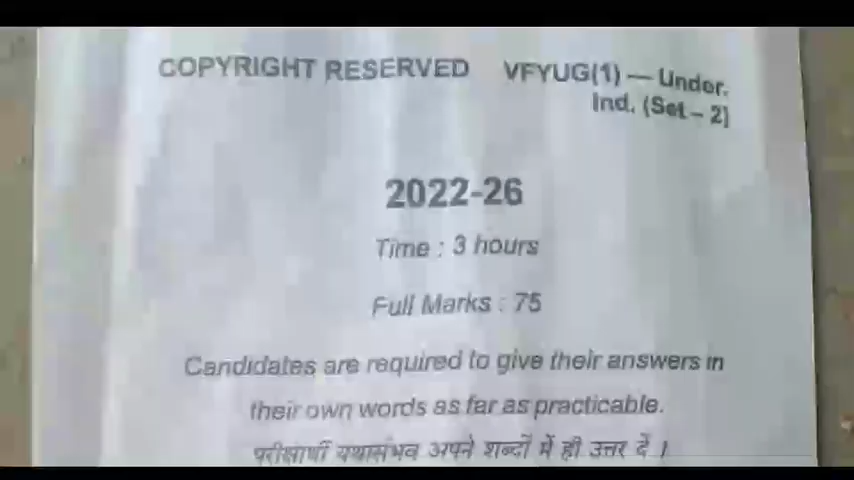 COPYRIGHT RESERVED VFYUG(1) — Under.
Ind. (Set – 2)
2022-26
Time : 3 hours
Full Marks : 75
Candidates are required to give their answers in
their own words as far as practicable.
परीक्षार्थी यथासंभव अपने शब्दों में ही उत्तर दें ।